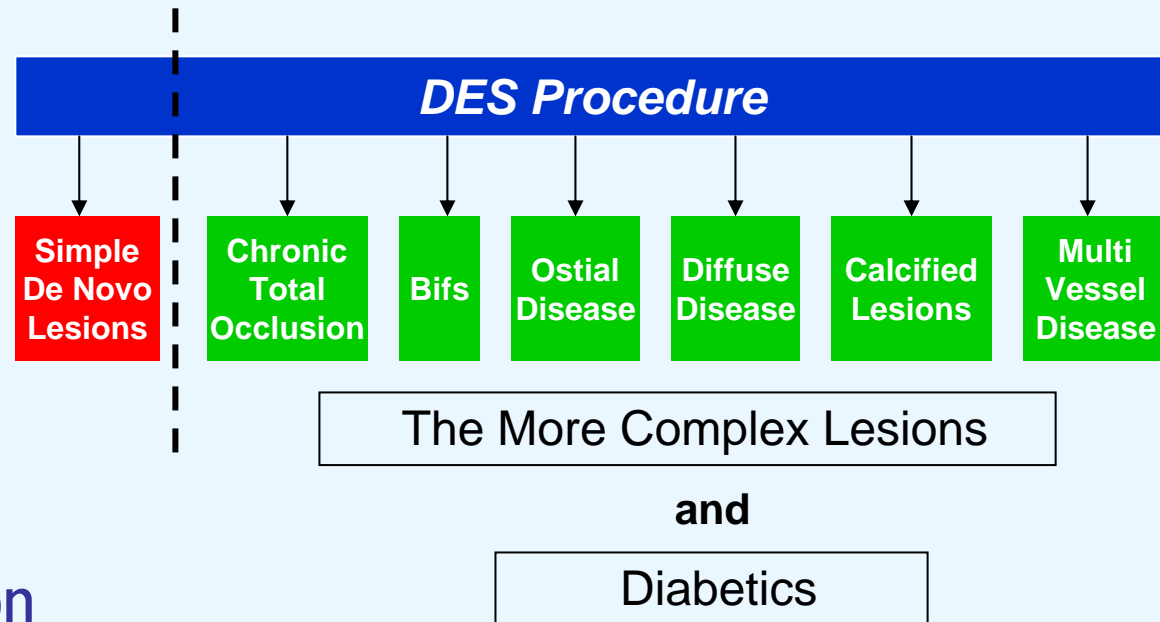 DES Procedure
Simple
De Novo
Lesions
Chronic
Total
Occlusion
Bifs
Ostial
Disease
Diffuse
Disease
Calcified
Lesions
Multi
Vessel
Disease
The More Complex Lesions
and
Diabetics
on